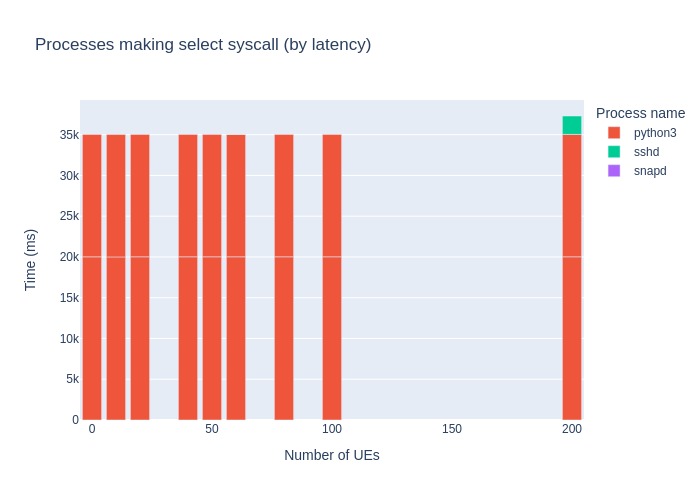 Processes making select syscall (by latency)
Process name
python3
sshd
snapd
35k
30k
25k
20k
15k
10k
5k
0
Time (ms)
0 50 100 150 200
Number of UEs